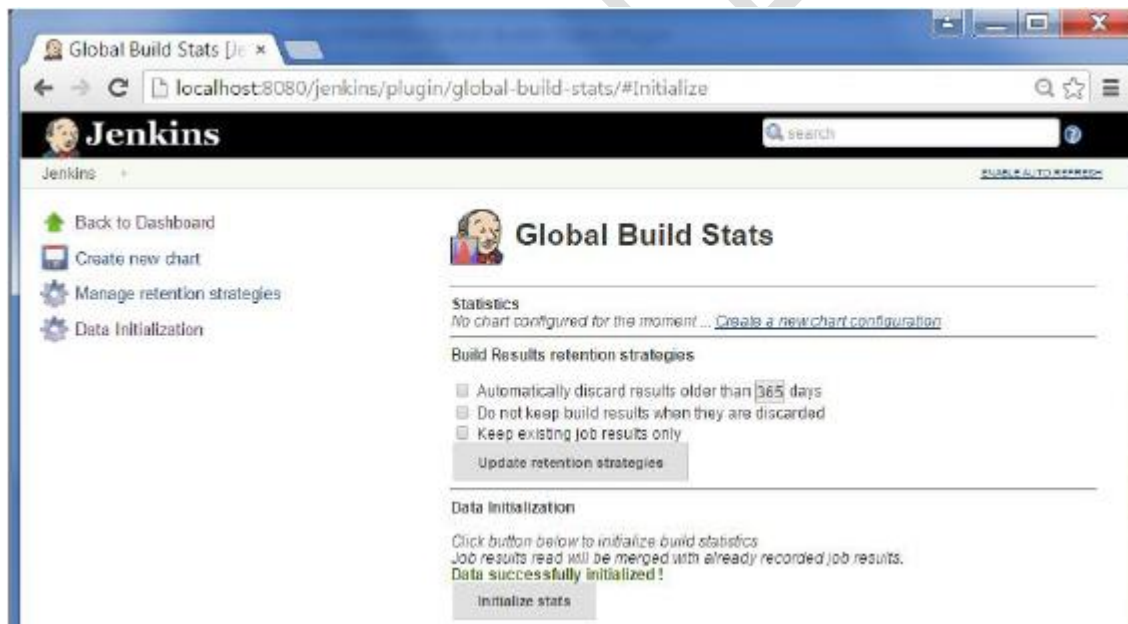 Global Build Stats [Je
localhost:8080/jenkins/plugin/global-build-stats/#Initialize
Jenkins
search
Jenkins
ENABLE AUTO REFRESH
Back to Dashboard
Create new chart
Manage retention strategies
Data Initialization
Global Build Stats
Statistics
No chart configured for the moment ... Create a new chart configuration
Build Results retention strategies
Automatically discard results older than 365 days
Do not keep build results when they are discarded
Keep existing job results only
Update retention strategies
Data Initialization
Click button below to initialize build statistics
Job results read will be merged with already recorded job results.
Data successfully initialized !
Initialize stats